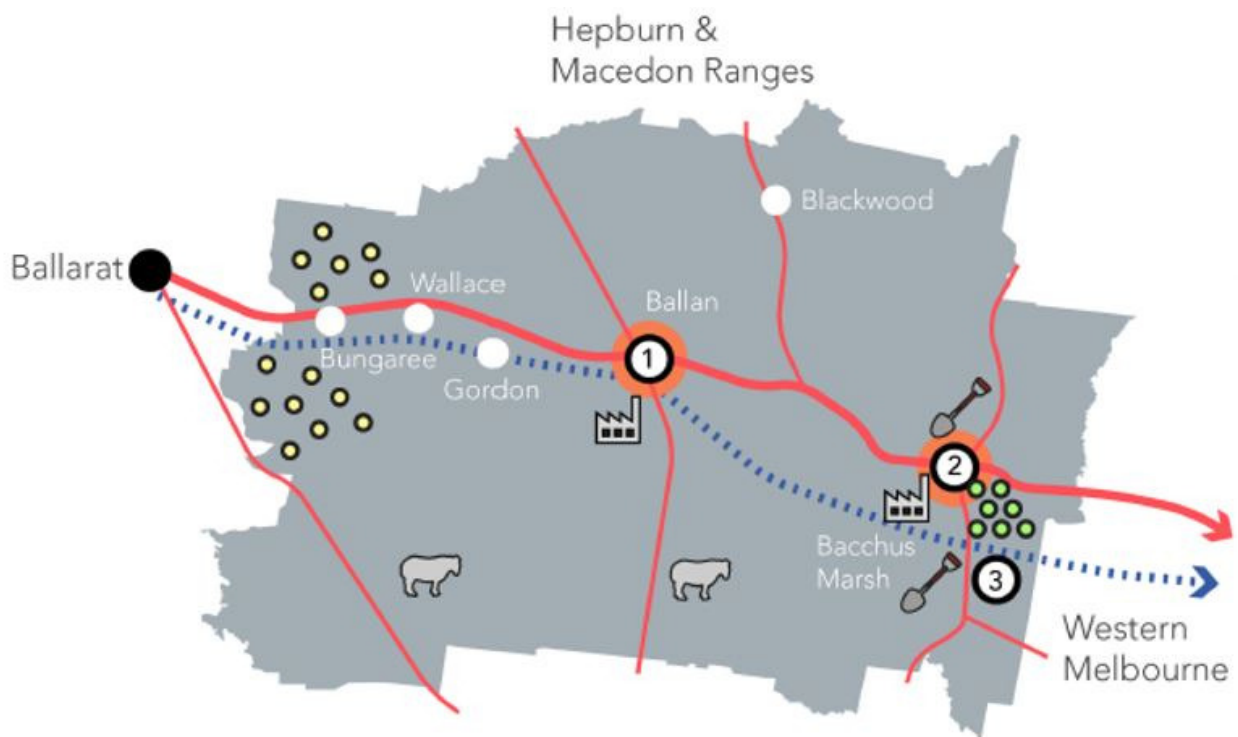 Hepburn &
Macedon Ranges
Blackwood
Ballarat
Wallace
Ballan
Bungaree
1
Gordon
2
Bacchus
Marsh
3
Western
Melbourne